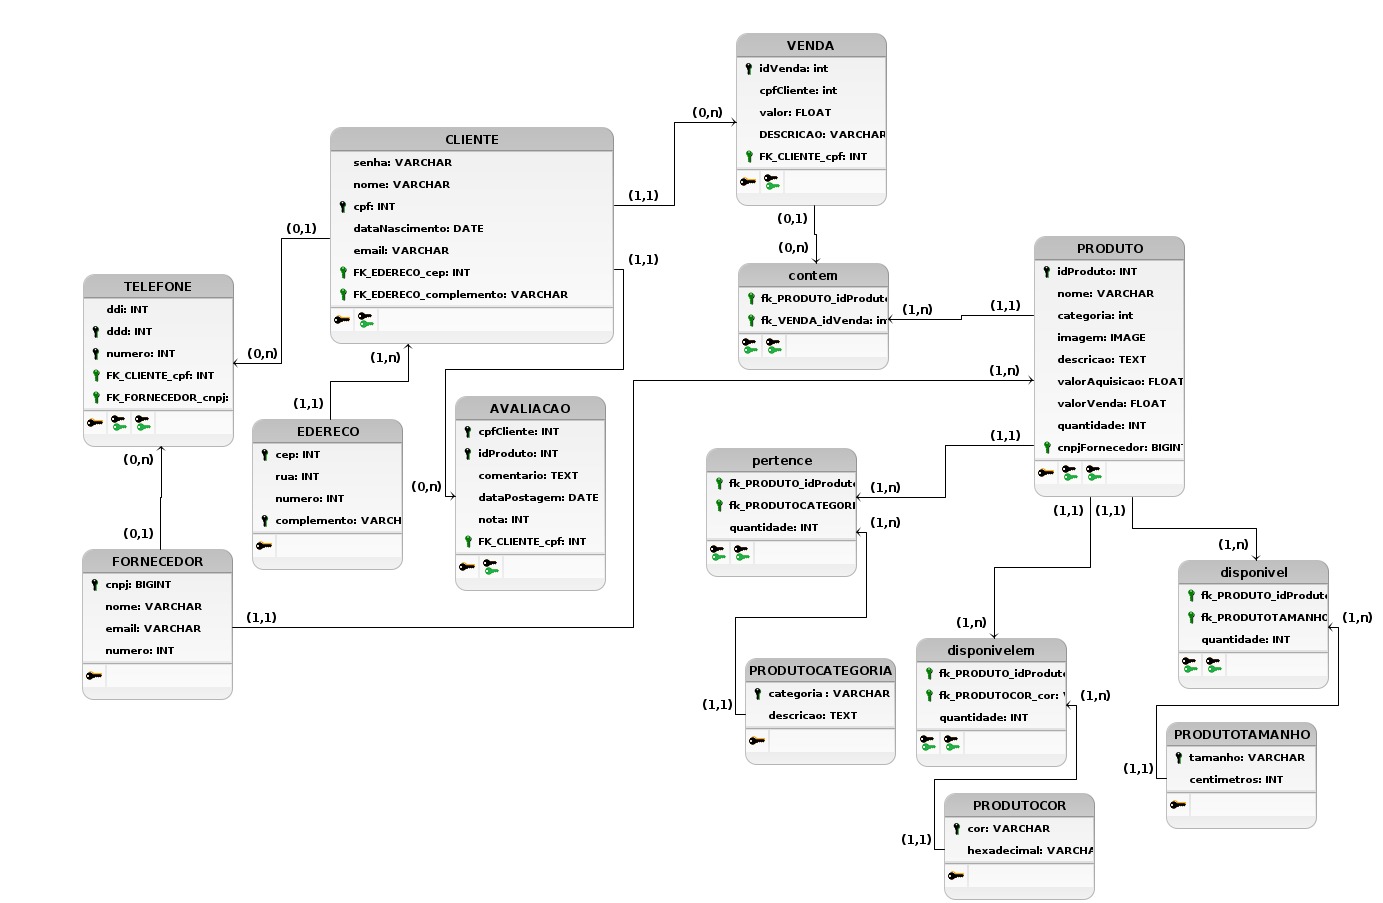 VENDA
idVenda: int
cpfCliente: int
valor: FLOAT
DESCRICAO: VARCHAR
FK_CLIENTE_cpf: INT
(0,n)
(1,1)
CLIENTE
senha: VARCHAR
nome: VARCHAR
cpf: INT
dataNascimento: DATE
email: VARCHAR
FK_EDERECO_cep: INT
FK_EDERECO_complemento: VARCHAR
(0,1)
(1,1)
(1,n)
(0,1)
(0,n)
contem
fk_PRODUTO_idProduto
fk_VENDA_idVenda: in
(1,n)
(1,1)
PRODUTO
idProduto: INT
nome: VARCHAR
categoria: int
imagem: IMAGE
descricao: TEXT
valorAquisicao: FLOAT
valorVenda: FLOAT
quantidade: INT
cnpjFornecedor: BIGIN
(1,n)
(1,1)
(1,1)
(1,1)
TELEFONE
ddi: INT
ddd: INT
numero: INT
FK_CLIENTE_cpf: INT
FK_FORNECEDOR_cnpj:
(0,n)
(0,n)
(0,1)
(1,1)
EDERECO
cep: INT
rua: INT
numero: INT
complemento: VARCH
AVALIACAO
cpfCliente: INT
idProduto: INT
comentario: TEXT
dataPostagem: DATE
nota: INT
FK_CLIENTE_cpf: INT
(0,n)
pertence
fk_PRODUTO_idProduto
fk_PRODUTOCATEGORI
quantidade: INT
(1,n)
(1,n)
FORNECEDOR
cnpj: BIGINT
nome: VARCHAR
email: VARCHAR
numero: INT
(1,1)
(1,n)
disponivel
fk_PRODUTO_idProduto
fk_PRODUTOTAMANHO
quantidade: INT
(1,n)
(1,n)
disponivelem
fk_PRODUTO_idProduto
fk_PRODUTOCOR_cor:
quantidade: INT
(1,n)
PRODUTOCATEGORIA
categoria : VARCHAR
descricao: TEXT
(1,1)
PRODUTOTAMANHO
tamanho: VARCHAR
centimetros: INT
(1,1)
PRODUTOCOR
cor: VARCHAR
hexadecimal: VARCHA
(1,1)